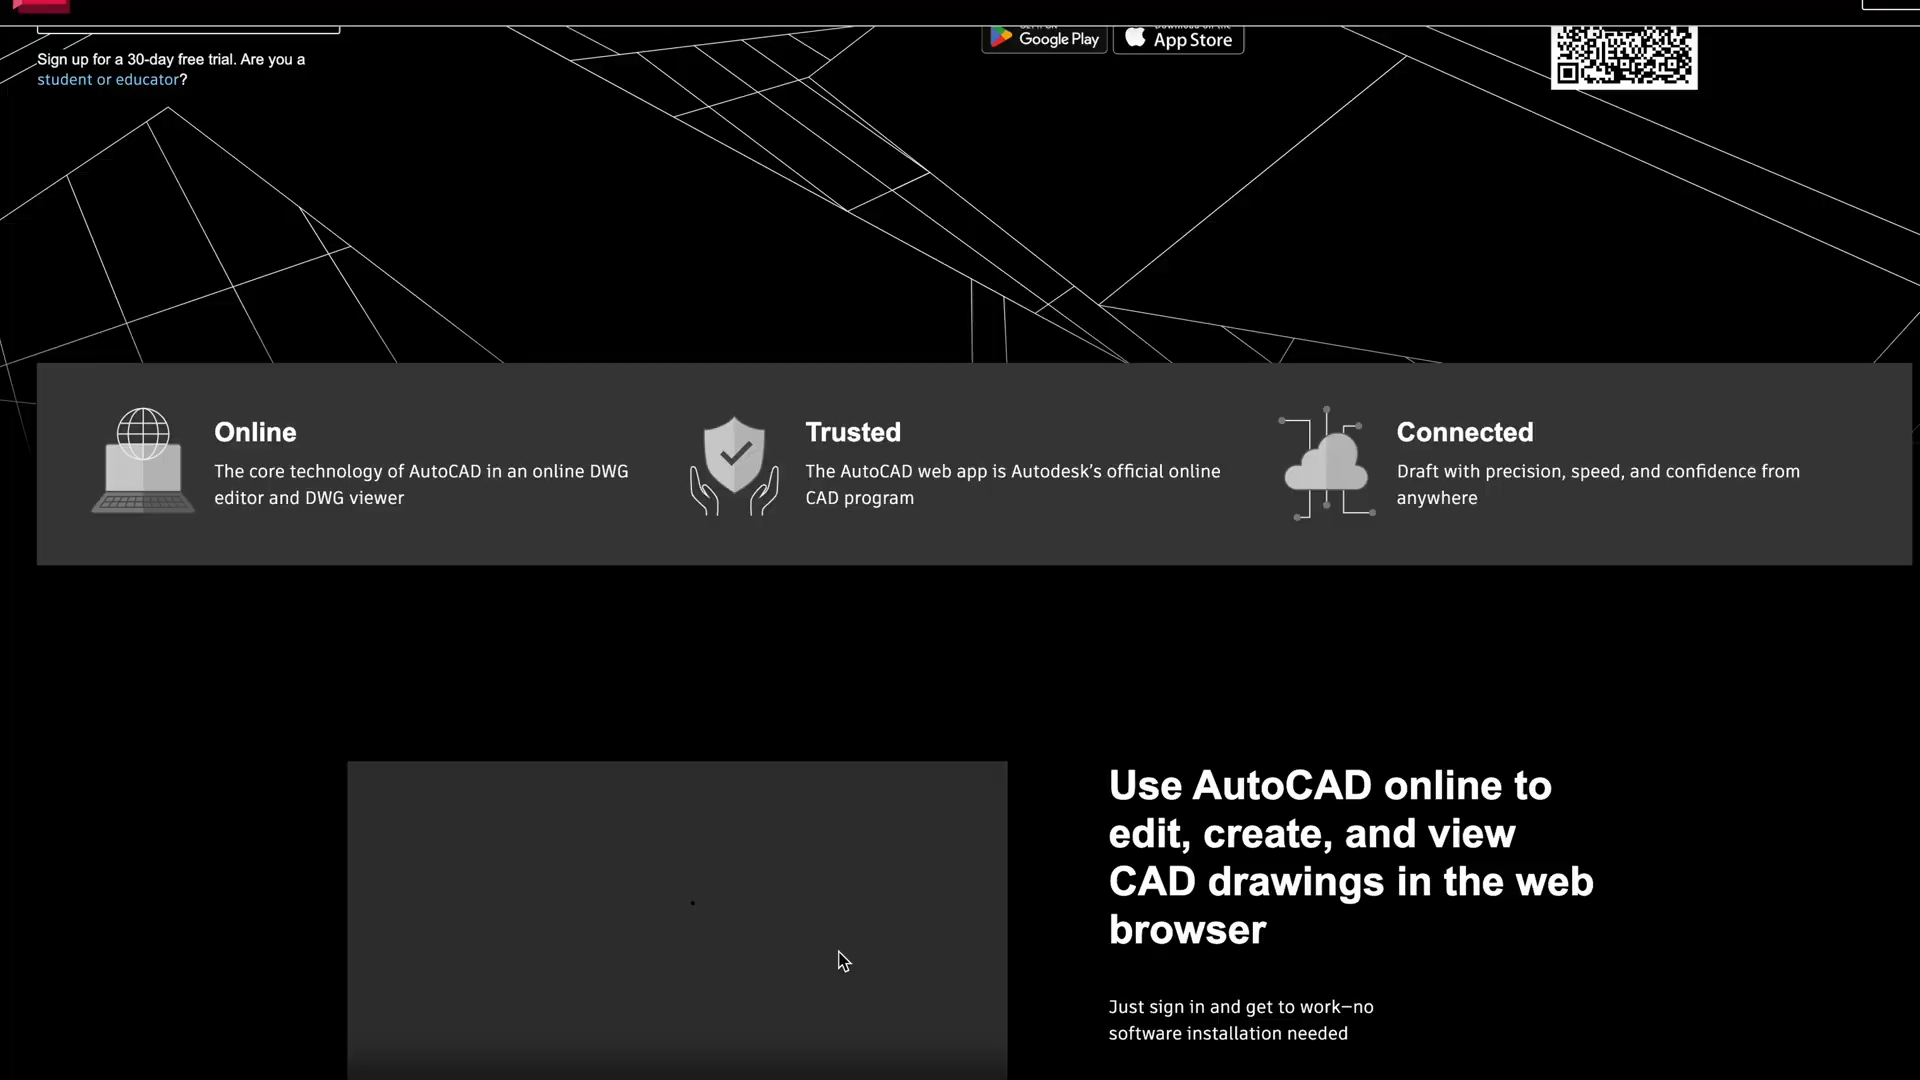 Google Play
App Store
Sign up for a 30-day free trial. Are you a
student or educator?
Online
The core technology of AutoCAD in an online DWG
editor and DWG viewer
Trusted
The AutoCAD web app is Autodesk's official online
CAD program
Connected
Draft with precision, speed, and confidence from
anywhere
Use AutoCAD online to
edit, create, and view
CAD drawings in the web
browser
Just sign in and get to work—no
software installation needed